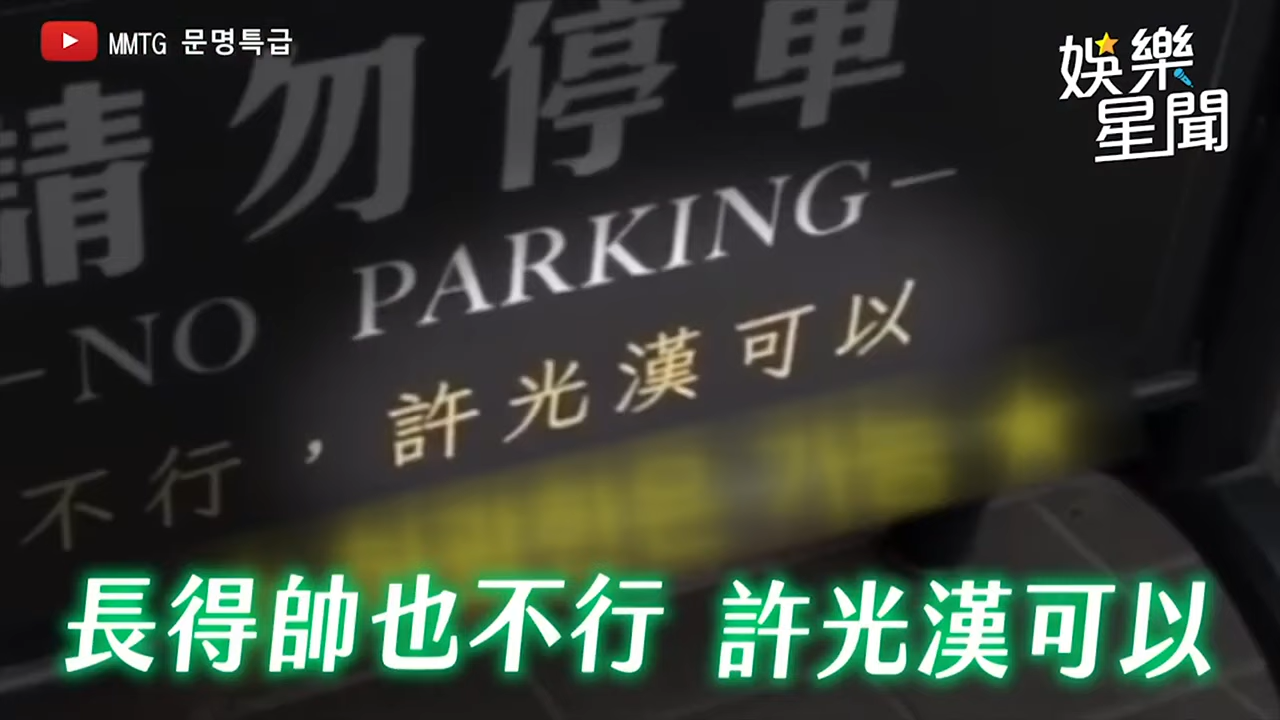 MMTG 문명특급
娛樂
星聞
請勿停車
-NO PARKING-
不行，許光漢可以
長得帥也不行 許光漢可以